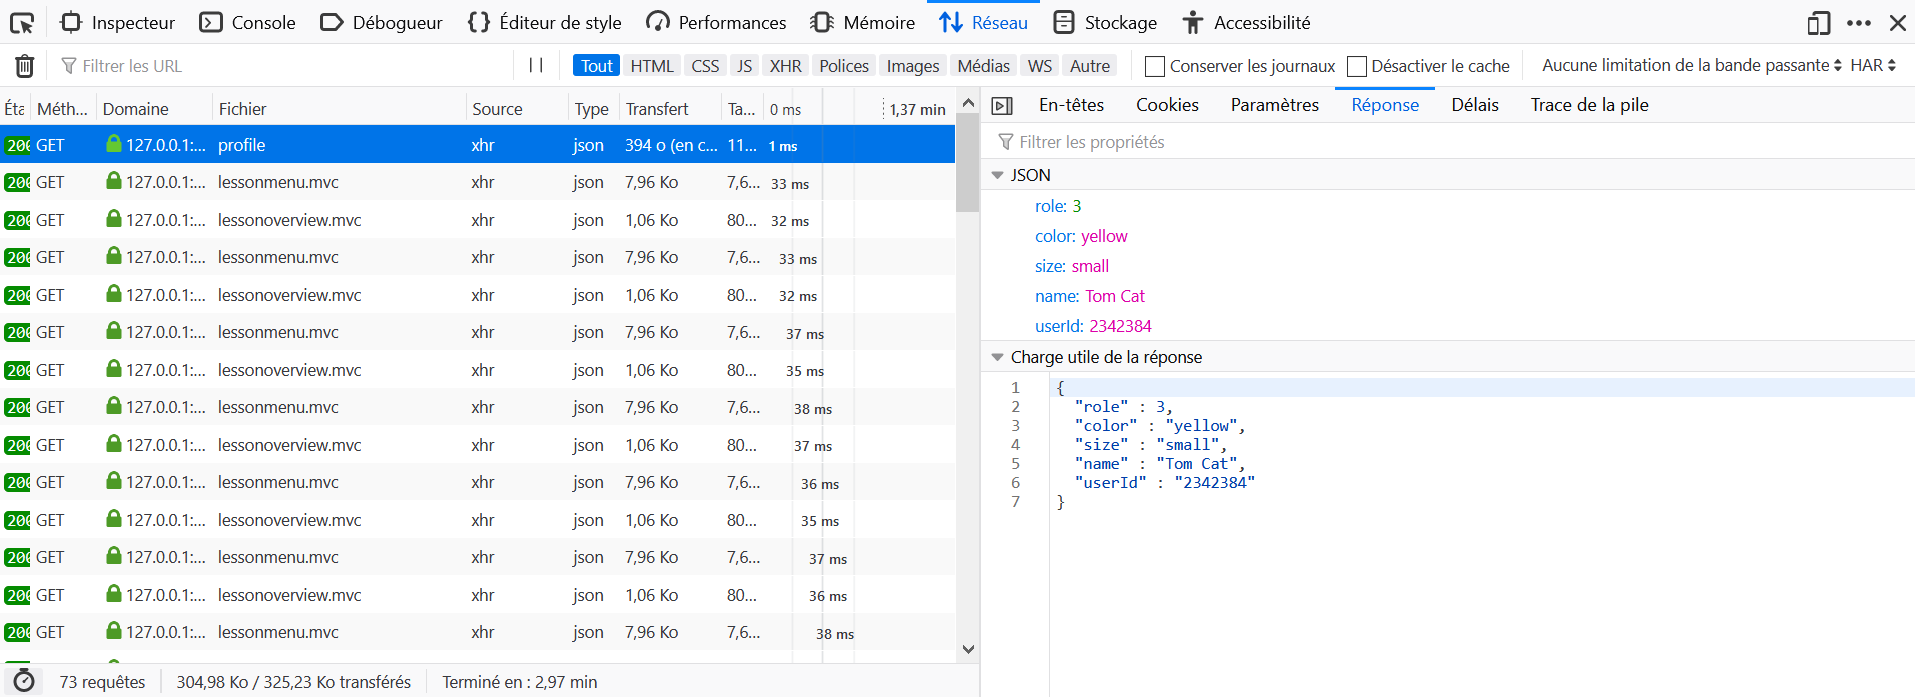 Inspecteur Console Débogueur Éditeur de style Performances Mémoire Réseau Stockage Accessibilité
Filtrer les URL Tout HTML CSS JS XHR Polices Images Médias WS Autre Conserver les journaux Désactiver le cache Aucune limitation de la bande passante HAR
Éta Méth... Domaine Fichier Source Type Transfert Ta... 0 ms 1,37 min
200 GET 127.0.0.1:... profile xhr json 394 o (en c... 11... 1 ms
200 GET 127.0.0.1:... lessonmenu.mvc xhr json 7,96 Ko 7,6... 33 ms
200 GET 127.0.0.1:... lessonoverview.mvc xhr json 1,06 Ko 80... 32 ms
200 GET 127.0.0.1:... lessonmenu.mvc xhr json 7,96 Ko 7,6... 33 ms
200 GET 127.0.0.1:... lessonoverview.mvc xhr json 1,06 Ko 80... 32 ms
200 GET 127.0.0.1:... lessonmenu.mvc xhr json 7,96 Ko 7,6... 37 ms
200 GET 127.0.0.1:... lessonoverview.mvc xhr json 1,06 Ko 80... 35 ms
200 GET 127.0.0.1:... lessonmenu.mvc xhr json 7,96 Ko 7,6... 38 ms
200 GET 127.0.0.1:... lessonoverview.mvc xhr json 1,06 Ko 80... 37 ms
200 GET 127.0.0.1:... lessonmenu.mvc xhr json 7,96 Ko 7,6... 36 ms
200 GET 127.0.0.1:... lessonoverview.mvc xhr json 1,06 Ko 80... 35 ms
200 GET 127.0.0.1:... lessonmenu.mvc xhr json 7,96 Ko 7,6... 37 ms
200 GET 127.0.0.1:... lessonoverview.mvc xhr json 1,06 Ko 80... 36 ms
200 GET 127.0.0.1:... lessonmenu.mvc xhr json 7,96 Ko 7,6... 38 ms
73 requêtes 304,98 Ko / 325,23 Ko transférés Terminé en : 2,97 min
En-têtes Cookies Paramètres Réponse Délais Trace de la pile
Filtrer les propriétés
JSON
role: 3
color: yellow
size: small
name: Tom Cat
userId: 2342384
Charge utile de la réponse
1 {
2 "role" : 3,
3 "color" : "yellow",
4 "size" : "small",
5 "name" : "Tom Cat",
6 "userId" : "2342384"
7 }